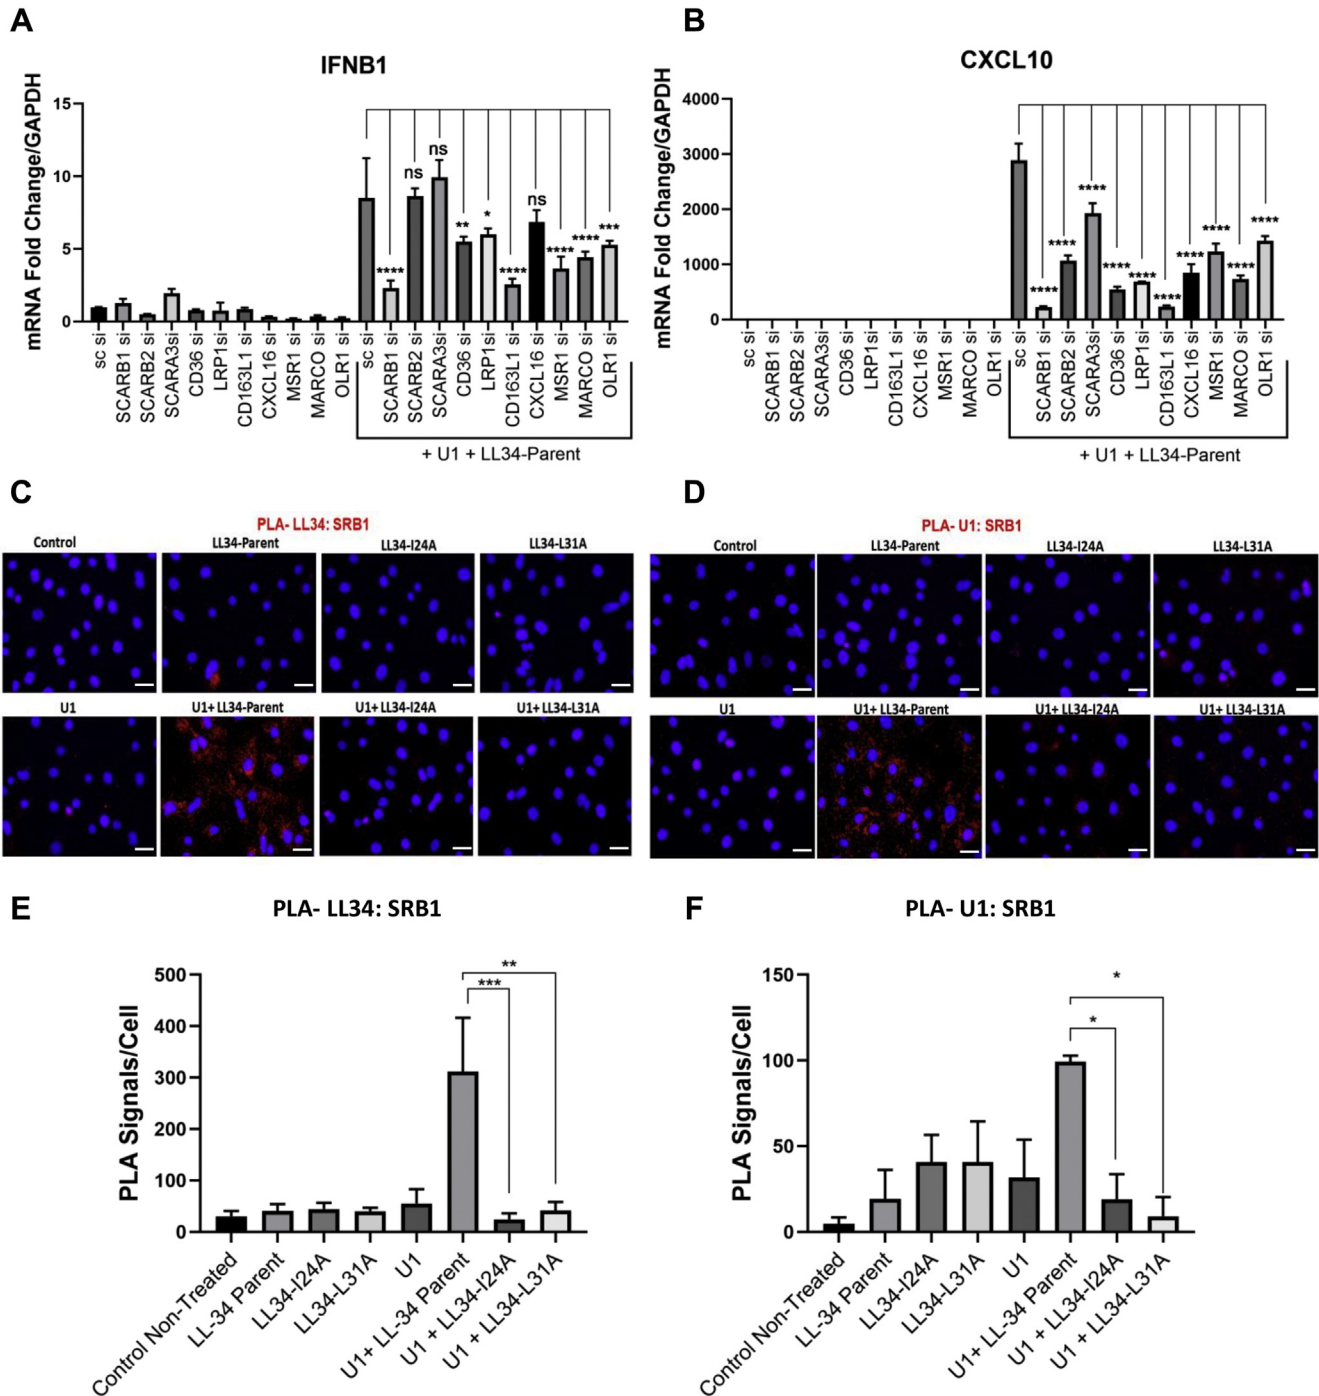 A
IFNB1
mRNA Fold Change/GAPDH
15
10
5
0
ns
ns
ns
****
**
*
****
****
****
***
sc si
SCARB1 si
SCARB2 si
SCARA3si
CD36 si
LRP1si
CD163L1 si
CXCL16 si
MSR1 si
MARCO si
OLR1 si
sc si
SCARB1 si
SCARB2 si
SCARA3si
CD36 si
LRP1si
CD163L1 si
CXCL16 si
MSR1 si
MARCO si
OLR1 si
+ U1 + LL34-Parent
B
CXCL10
mRNA Fold Change/GAPDH
4000
3000
2000
1000
0
****
****
****
****
****
****
****
****
****
****
sc si
SCARB1 si
SCARB2 si
SCARA3si
CD36 si
LRP1si
CD163L1 si
CXCL16 si
MSR1 si
MARCO si
OLR1 si
sc si
SCARB1 si
SCARB2 si
SCARA3si
CD36 si
LRP1si
CD163L1 si
CXCL16 si
MSR1 si
MARCO si
OLR1 si
+ U1 + LL34-Parent
C
PLA- LL34: SRB1
Control
LL34-Parent
LL34-I24A
LL34-L31A
U1
U1+ LL34-Parent
U1+ LL34-I24A
U1+ LL34-L31A
D
PLA- U1: SRB1
Control
LL34-Parent
LL34-I24A
LL34-L31A
U1
U1+ LL34-Parent
U1+ LL34-I24A
U1+ LL34-L31A
E
PLA- LL34: SRB1
PLA Signals/Cell
500
400
300
200
100
0
**
***
Control Non-Treated
LL-34 Parent
LL34-I24A
LL34-L31A
U1
U1+ LL-34 Parent
U1 + LL34-I24A
U1 + LL34-L31A
F
PLA- U1: SRB1
PLA Signals/Cell
150
100
50
0
*
*
Control Non-Treated
LL-34 Parent
LL34-I24A
LL34-L31A
U1
U1+ LL-34 Parent
U1 + LL34-I24A
U1 + LL34-L31A